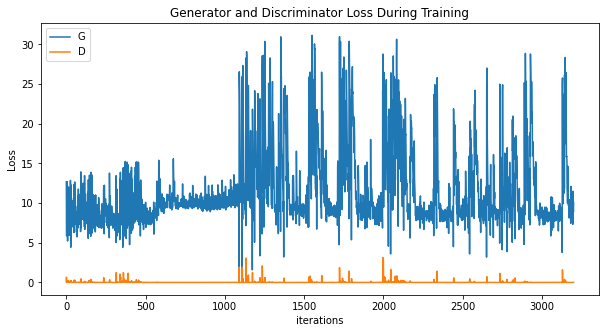 Generator and Discriminator Loss During Training
G
D
Loss
30
25
20
15
10
5
0
0 500 1000 1500 2000 2500 3000
iterations